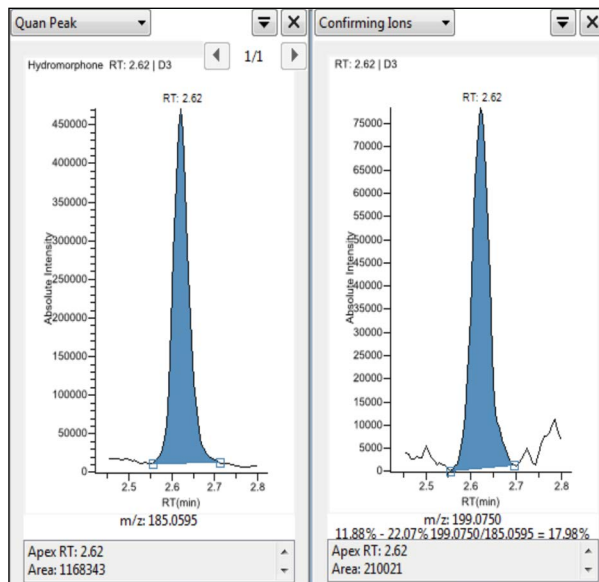 Quan Peak
1/1
Hydromorphone RT: 2.62 | D3
RT: 2.62
450000
400000
350000
300000
250000
200000
150000
100000
50000
0
Absolute Intensity
2.5 2.6 2.7 2.8
RT(min)
m/z: 185.0595
Apex RT: 2.62
Area: 1168343
Confirming Ions
RT: 2.62 | D3
RT: 2.62
75000
70000
65000
60000
55000
50000
45000
40000
35000
30000
25000
20000
15000
10000
5000
0
Absolute Intensity
2.5 2.6 2.7 2.8
RT(min)
m/z: 199.0750
11.88% - 22.07% 199.0750/185.0595 = 17.98%
Apex RT: 2.62
Area: 210021